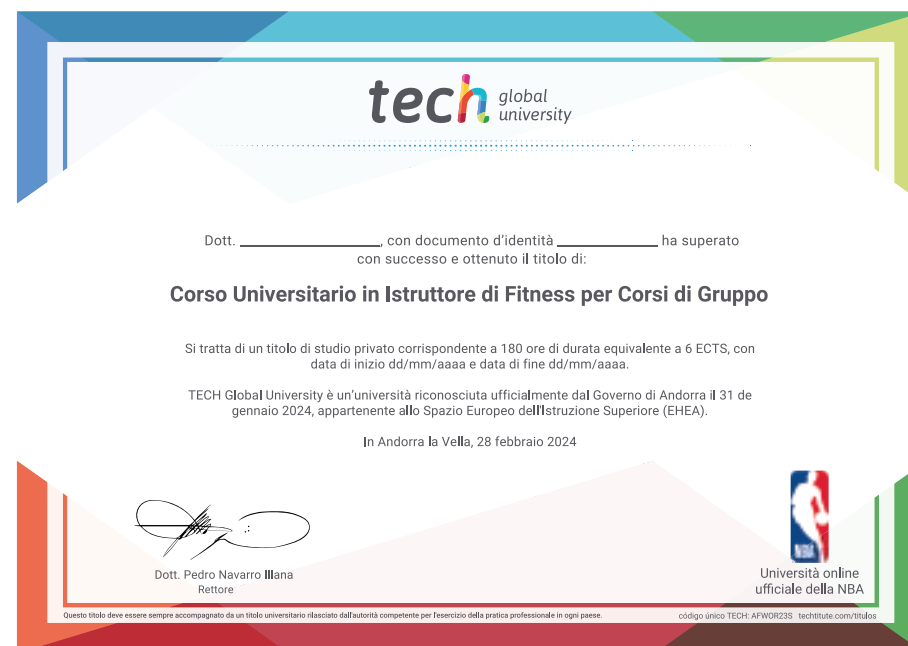 tech global university
Dott. ____________, con documento d'identità ____________ ha superato
con successo e ottenuto il titolo di:
Corso Universitario in Istruttore di Fitness per Corsi di Gruppo
Si tratta di un titolo di studio privato corrispondente a 180 ore di durata equivalente a 6 ECTS, con
data di inizio dd/mm/aaaa e data di fine dd/mm/aaaa.
TECH Global University è un'università riconosciuta ufficialmente dal Governo di Andorra il 31 de
gennaio 2024, appartenente allo Spazio Europeo dell'Istruzione Superiore (EHEA).
In Andorra la Vella, 28 febbraio 2024
NBA
Dott. Pedro Navarro Illana
Rettore
Università online
ufficiale della NBA
Questo titolo deve essere sempre accompagnato da un titolo universitario rilasciato dall'autorità competente per l'esercizio della pratica professionale in ogni paese.
código único TECH: AFWOR23S techtitute.com/titulos